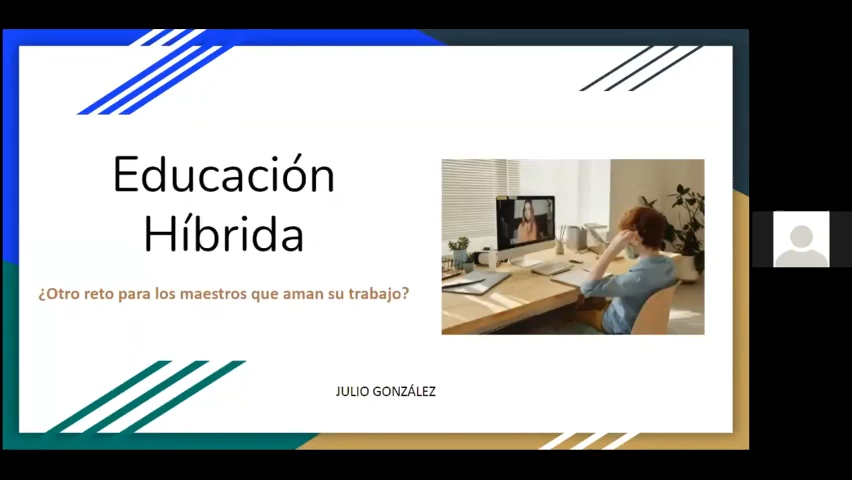 Educación
Híbrida
¿Otro reto para los maestros que aman su trabajo?
JULIO GONZÁLEZ